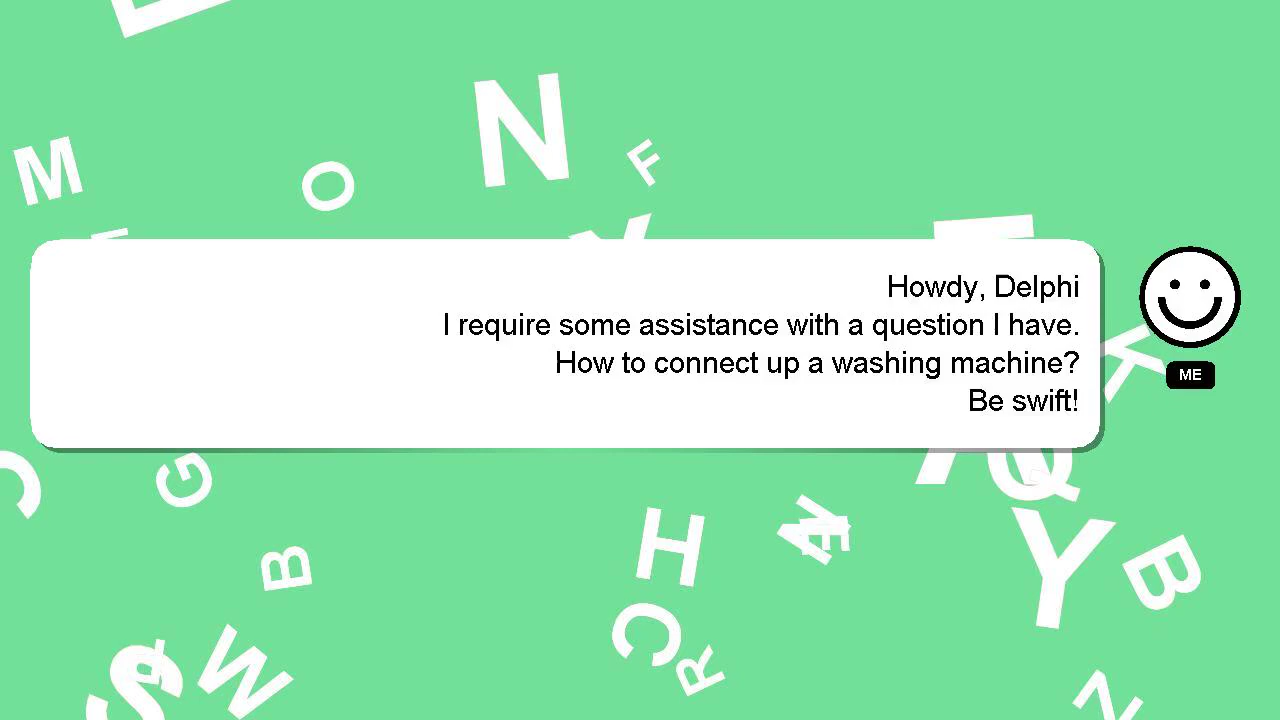 Howdy, Delphi
I require some assistance with a question I have.
How to connect up a washing machine?
Be swift!
ME
N
M
O
F
K
Q
G
B
H
C
R
Y
B
W
S
N